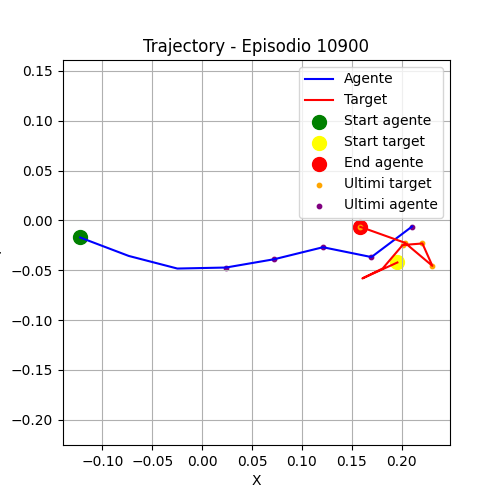 Trajectory - Episodio 10900
0.15
0.10
0.05
0.00
−0.05
−0.10
−0.15
−0.20
Agente
Target
Start agente
Start target
End agente
Ultimi target
Ultimi agente
−0.10 −0.05 0.00 0.05 0.10 0.15 0.20
X